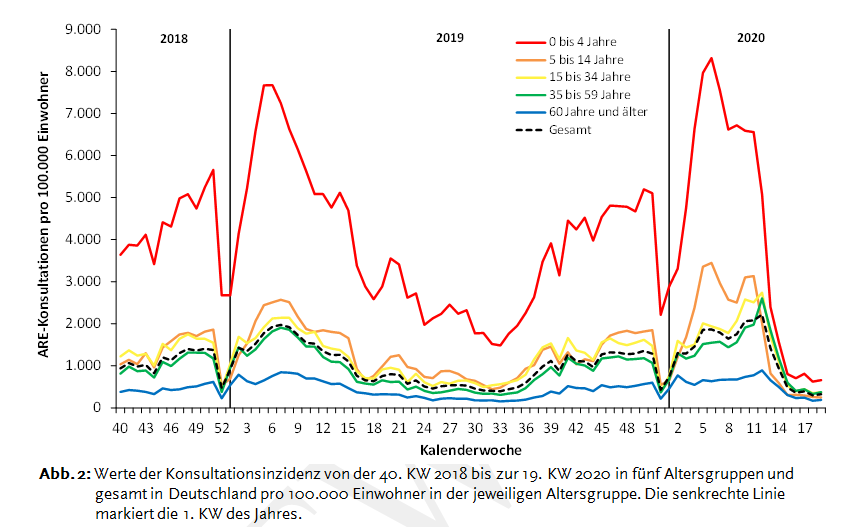 2018
2019
2020
ARE-Konsultationen pro 100.000 Einwohner
9.000
8.000
7.000
6.000
5.000
4.000
3.000
2.000
1.000
0
0 bis 4 Jahre
5 bis 14 Jahre
15 bis 34 Jahre
35 bis 59 Jahre
60 Jahre und älter
Gesamt
40 43 46 49 52 3 6 9 12 15 18 21 24 27 30 33 36 39 42 45 48 51 2 5 8 11 14 17
Kalenderwoche
Abb. 2: Werte der Konsultationsinzidenz von der 40. KW 2018 bis zur 19. KW 2020 in fünf Altersgruppen und
gesamt in Deutschland pro 100.000 Einwohner in der jeweiligen Altersgruppe. Die senkrechte Linie
markiert die 1. KW des Jahres.